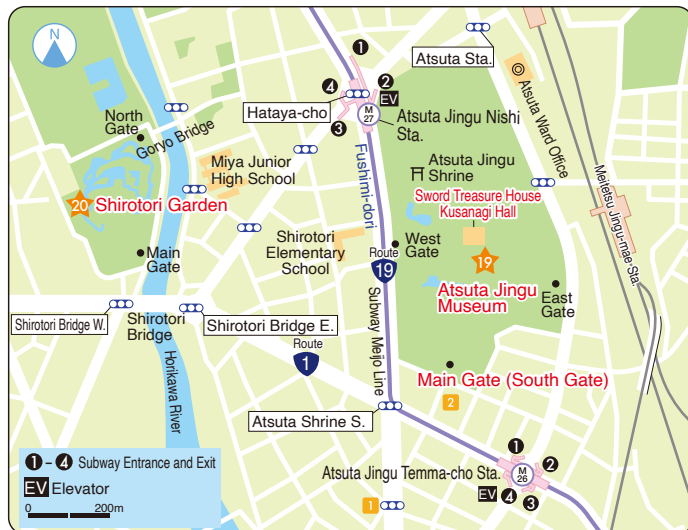 N
1
Atsuta Sta.
4
2
EV
Hataya-cho
M
27
3
Atsuta Jingu Nishi
Sta.
Atsuta Ward Office
North
Gate
Goryo Bridge
Miya Junior
High School
Fushimi-dori
Atsuta Jingu
Shrine
Meitetsu Jingu-mae-Sta.
Sword Treasure House
Kusanagi Hall
20
Shirotori Garden
Shirotori
Elementary
School
West
Gate
19
Main
Gate
Route
19
Atsuta Jingu
Museum
East
Gate
Shirotori Bridge W.
Shirotori
Bridge
Shirotori Bridge E.
Subway Meijo Line
Route
1
Horikawa River
Main Gate (South Gate)
2
Atsuta Shrine S.
1
2
1 - 4 Subway Entrance and Exit
Atsuta Jingu Temma-cho Sta.
M
26
EV Elevator
EV
4
3
0 200m
1